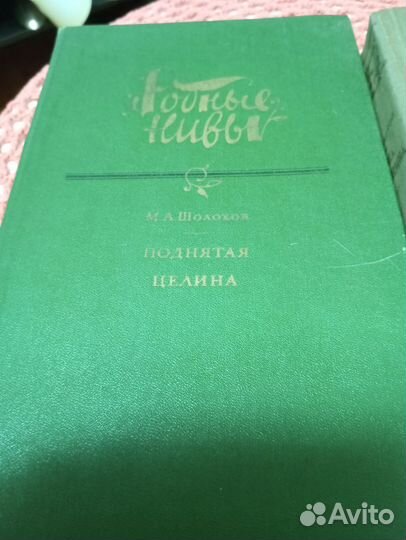 Родные
нивы
М.А.Шолохов
ПОДНЯТАЯ
ЦЕЛИНА
Avito